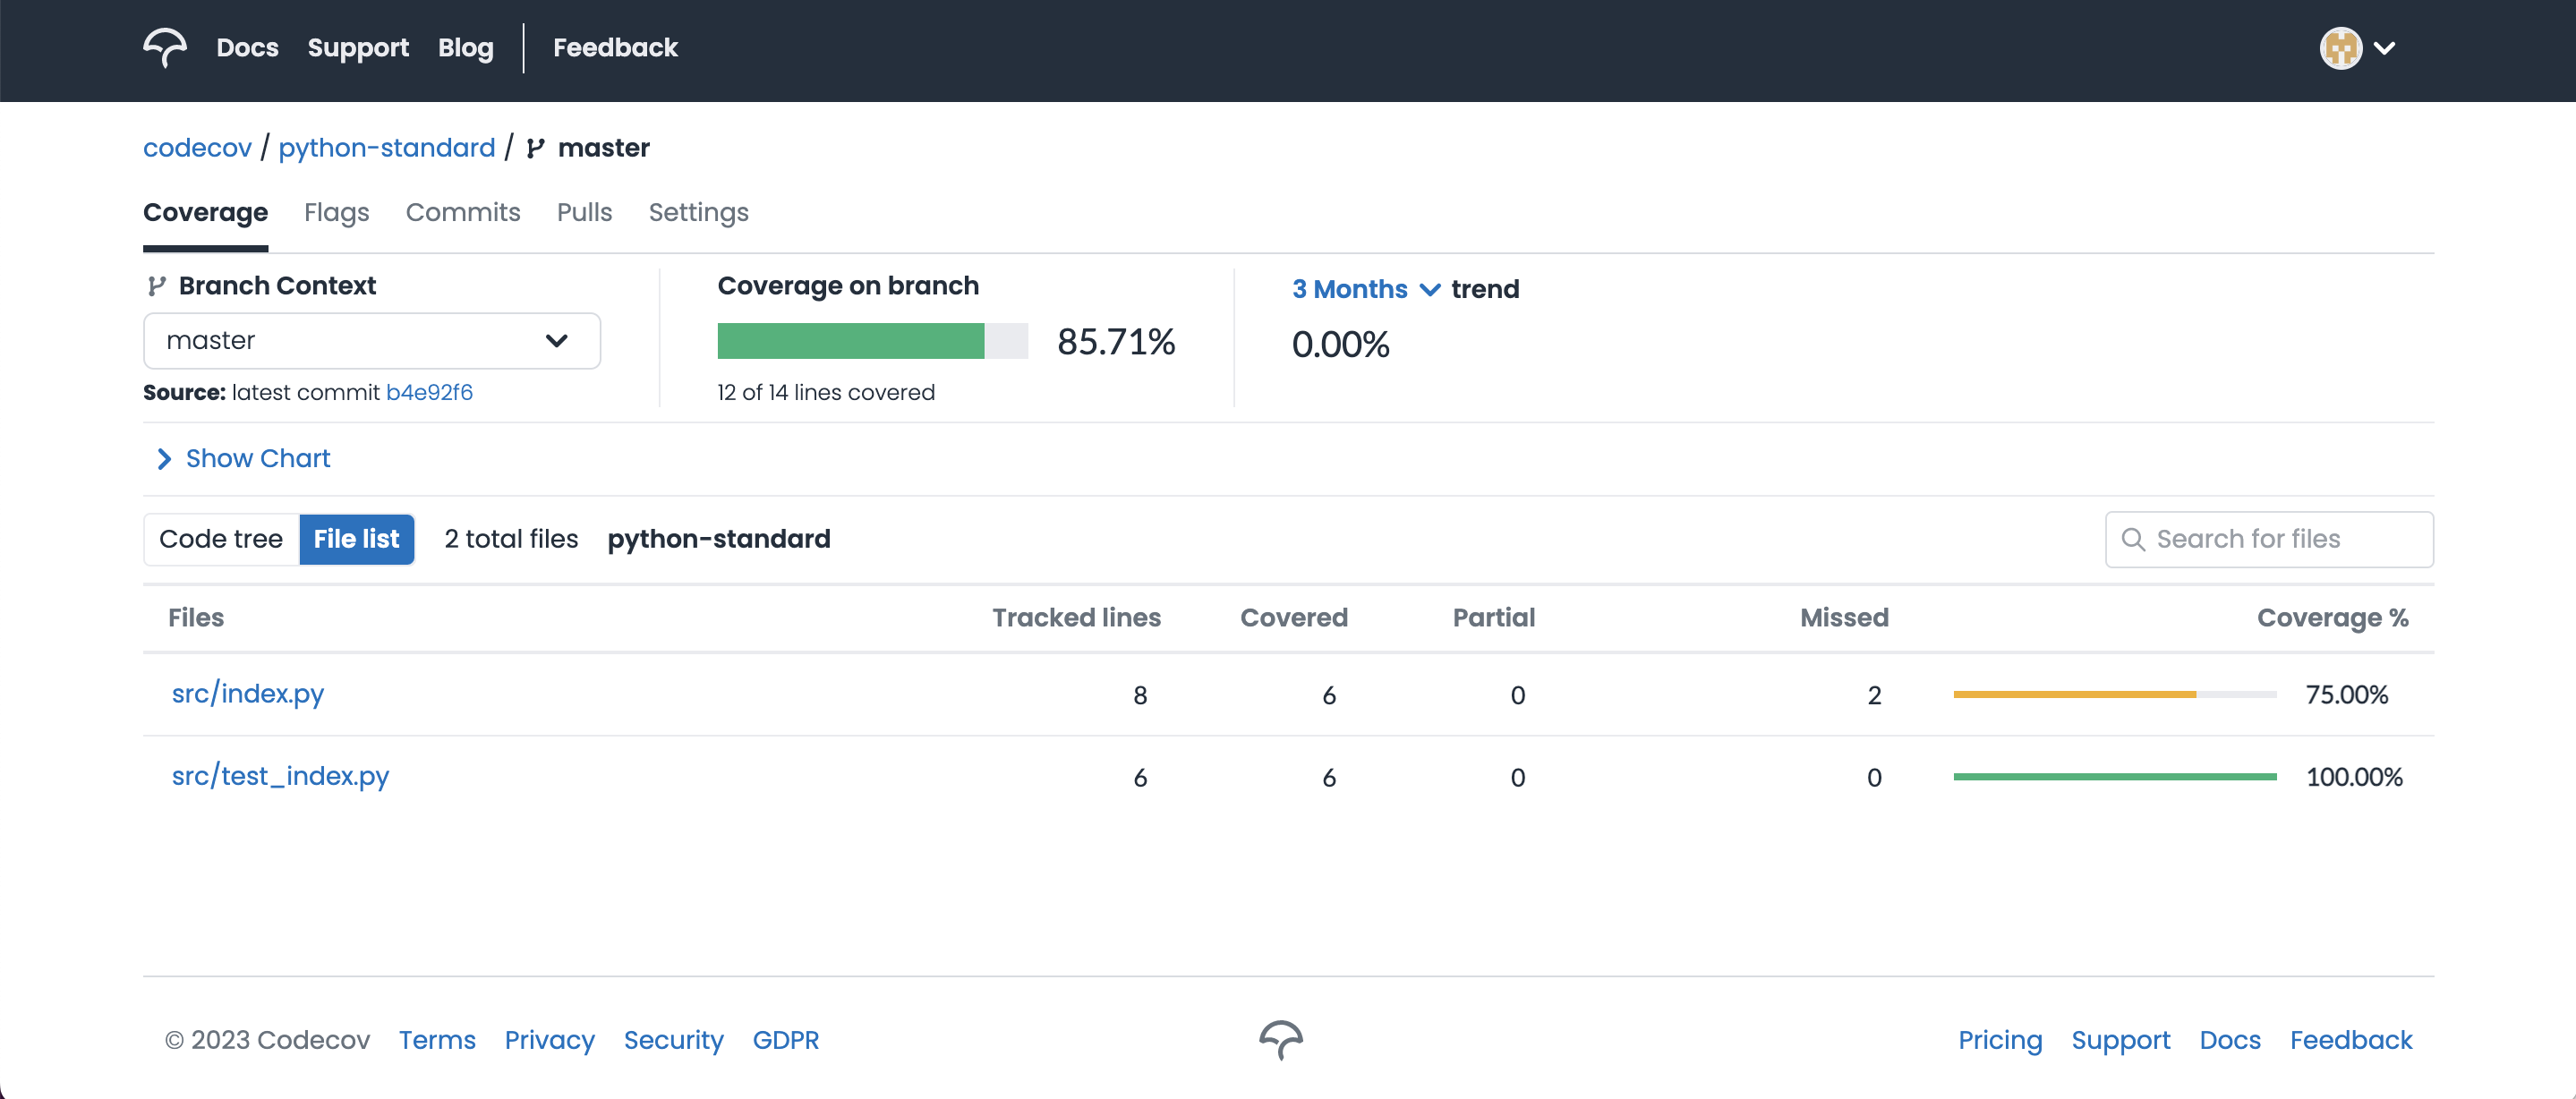 Docs Support Blog Feedback
codecov / python-standard / master
Coverage Flags Commits Pulls Settings
Branch Context
master
Source: latest commit b4e92f6
Coverage on branch
85.71%
12 of 14 lines covered
3 Months trend
0.00%
Show Chart
Code tree File list 2 total files python-standard Search for files
Files Tracked lines Covered Partial Missed Coverage %
src/index.py 8 6 0 2 75.00%
src/test_index.py 6 6 0 0 100.00%
© 2023 Codecov Terms Privacy Security GDPR Pricing Support Docs Feedback